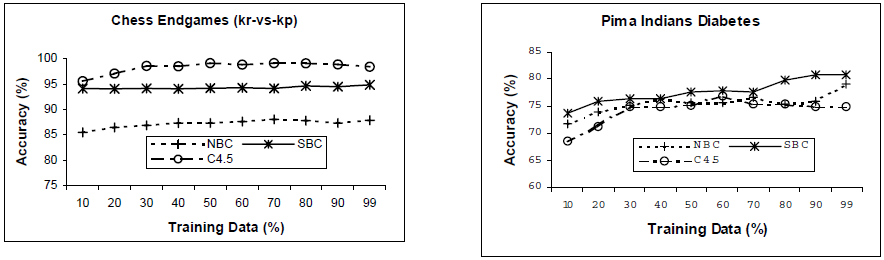 Chess Endgames (kr-vs-kp)
100
95
90
85
80
75
Accuracy (%)
NBC SBC
C4.5
10 20 30 40 50 60 70 80 90 99
Training Data (%)
Pima Indians Diabetes
85
80
75
70
65
60
Accuracy (%)
NBC SBC
C4.5
10 20 30 40 50 60 70 80 90 99
Training Data (%)